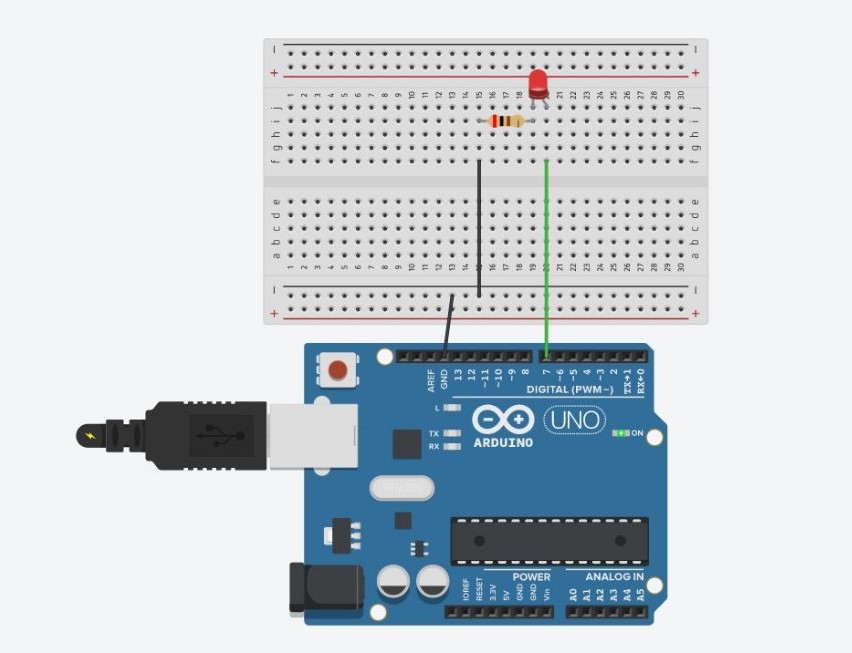 − −
+ +
1 2 3 4 5 6 7 8 9 10 11 12 13 14 15 16 17 18 21 22 23 24 25 26 27 28 29 30
j j
i i
h h
g g
f f
e e
d d
c c
b b
a a
1 2 3 4 5 6 7 8 9 10 11 12 13 14 15 16 17 18 19 20 21 22 23 24 25 26 27 28 29 30
− −
+ +
AREF GND 13 12 ~11 ~10 ~9 8 7 ~6 ~5 4 ~3 2 TX→1 RX←0
DIGITAL (PWM~)
L
TX
RX
ARDUINO
UNO
ON
POWER ANALOG IN
IOREF RESET 3.3V 5V GND GND Vin A0 A1 A2 A3 A4 A5